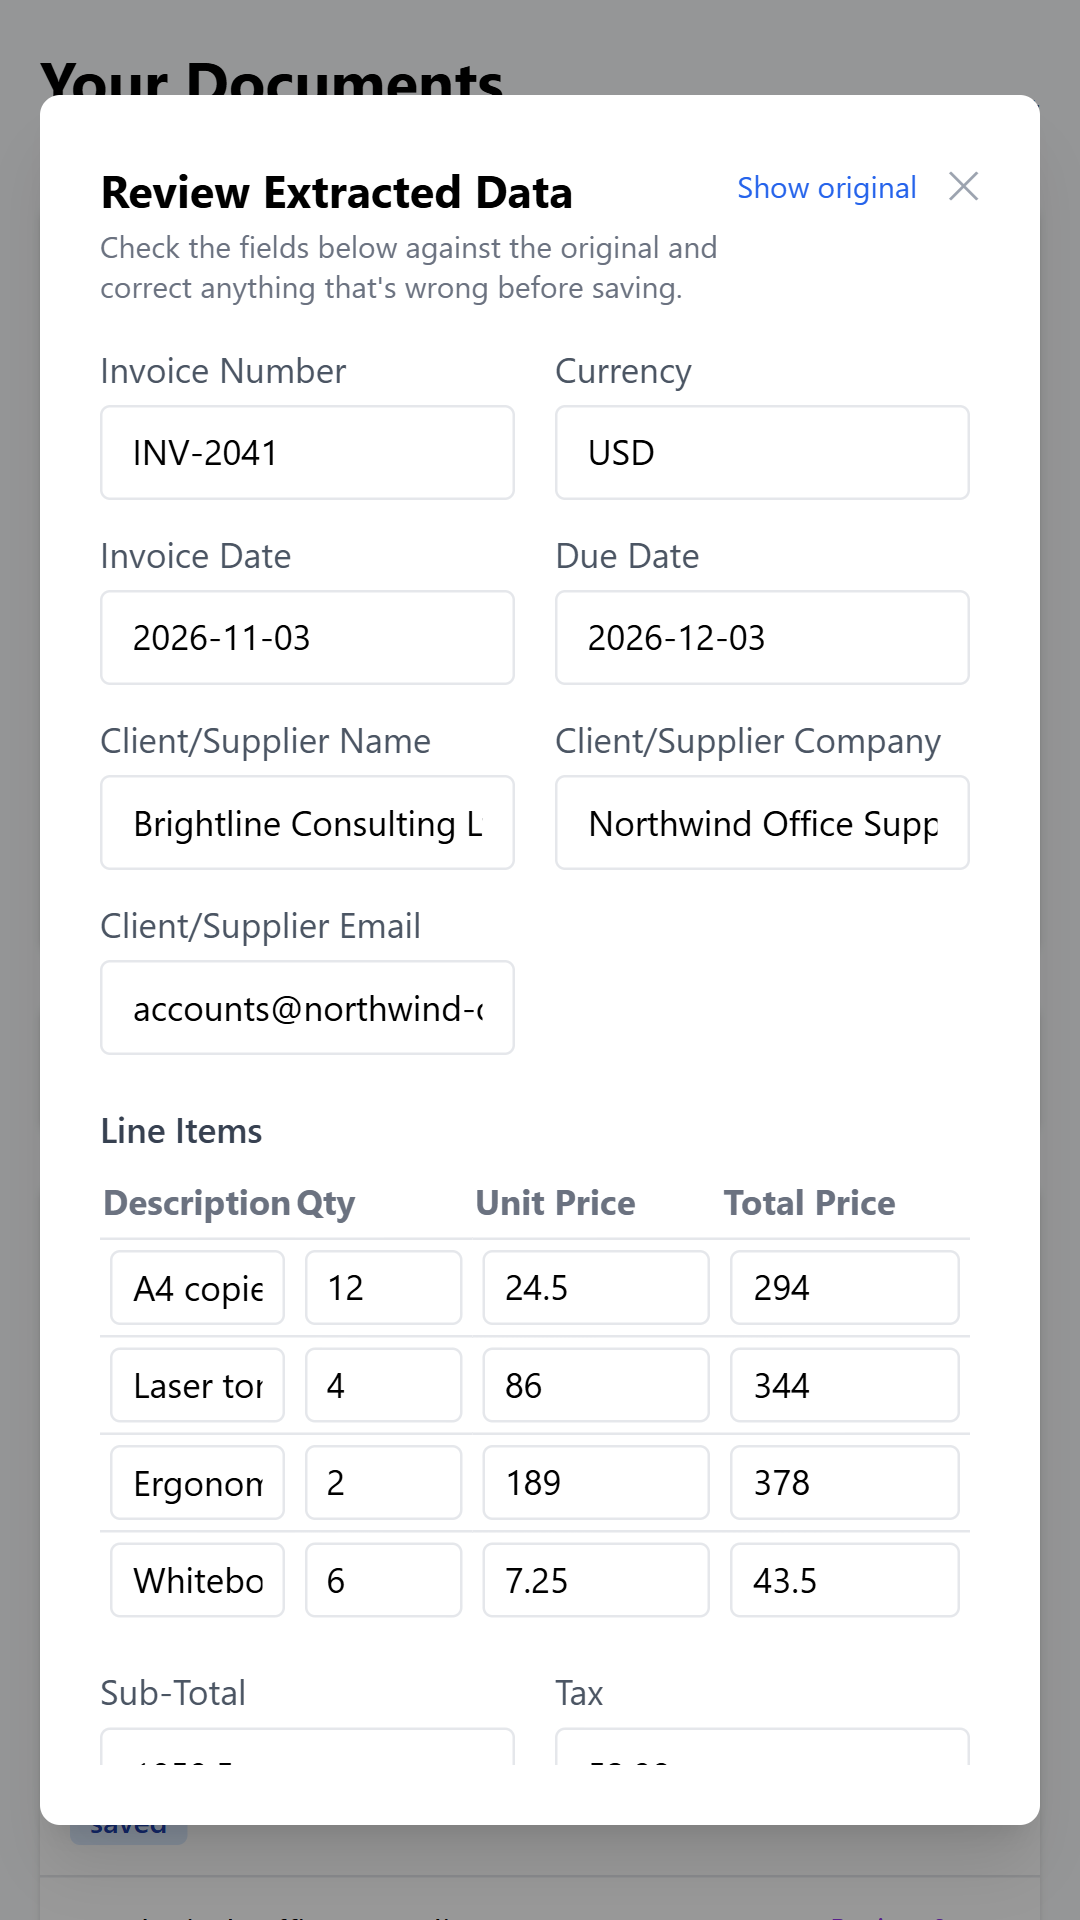 Your Documents
Review Extracted Data
Show original
Check the fields below against the original and
correct anything that's wrong before saving.
Invoice Number Currency
INV-2041 USD
Invoice Date Due Date
2026-11-03 2026-12-03
Client/Supplier Name Client/Supplier Company
Brightline Consulting L Northwind Office Supp
Client/Supplier Email
accounts@northwind-
Line Items
Description Qty Unit Price Total Price
A4 copie 12 24.5 294
Laser 4 86 344
Ergonom 2 189 378
Whitebo 6 7.25 43.5
Sub-Total Tax
saved